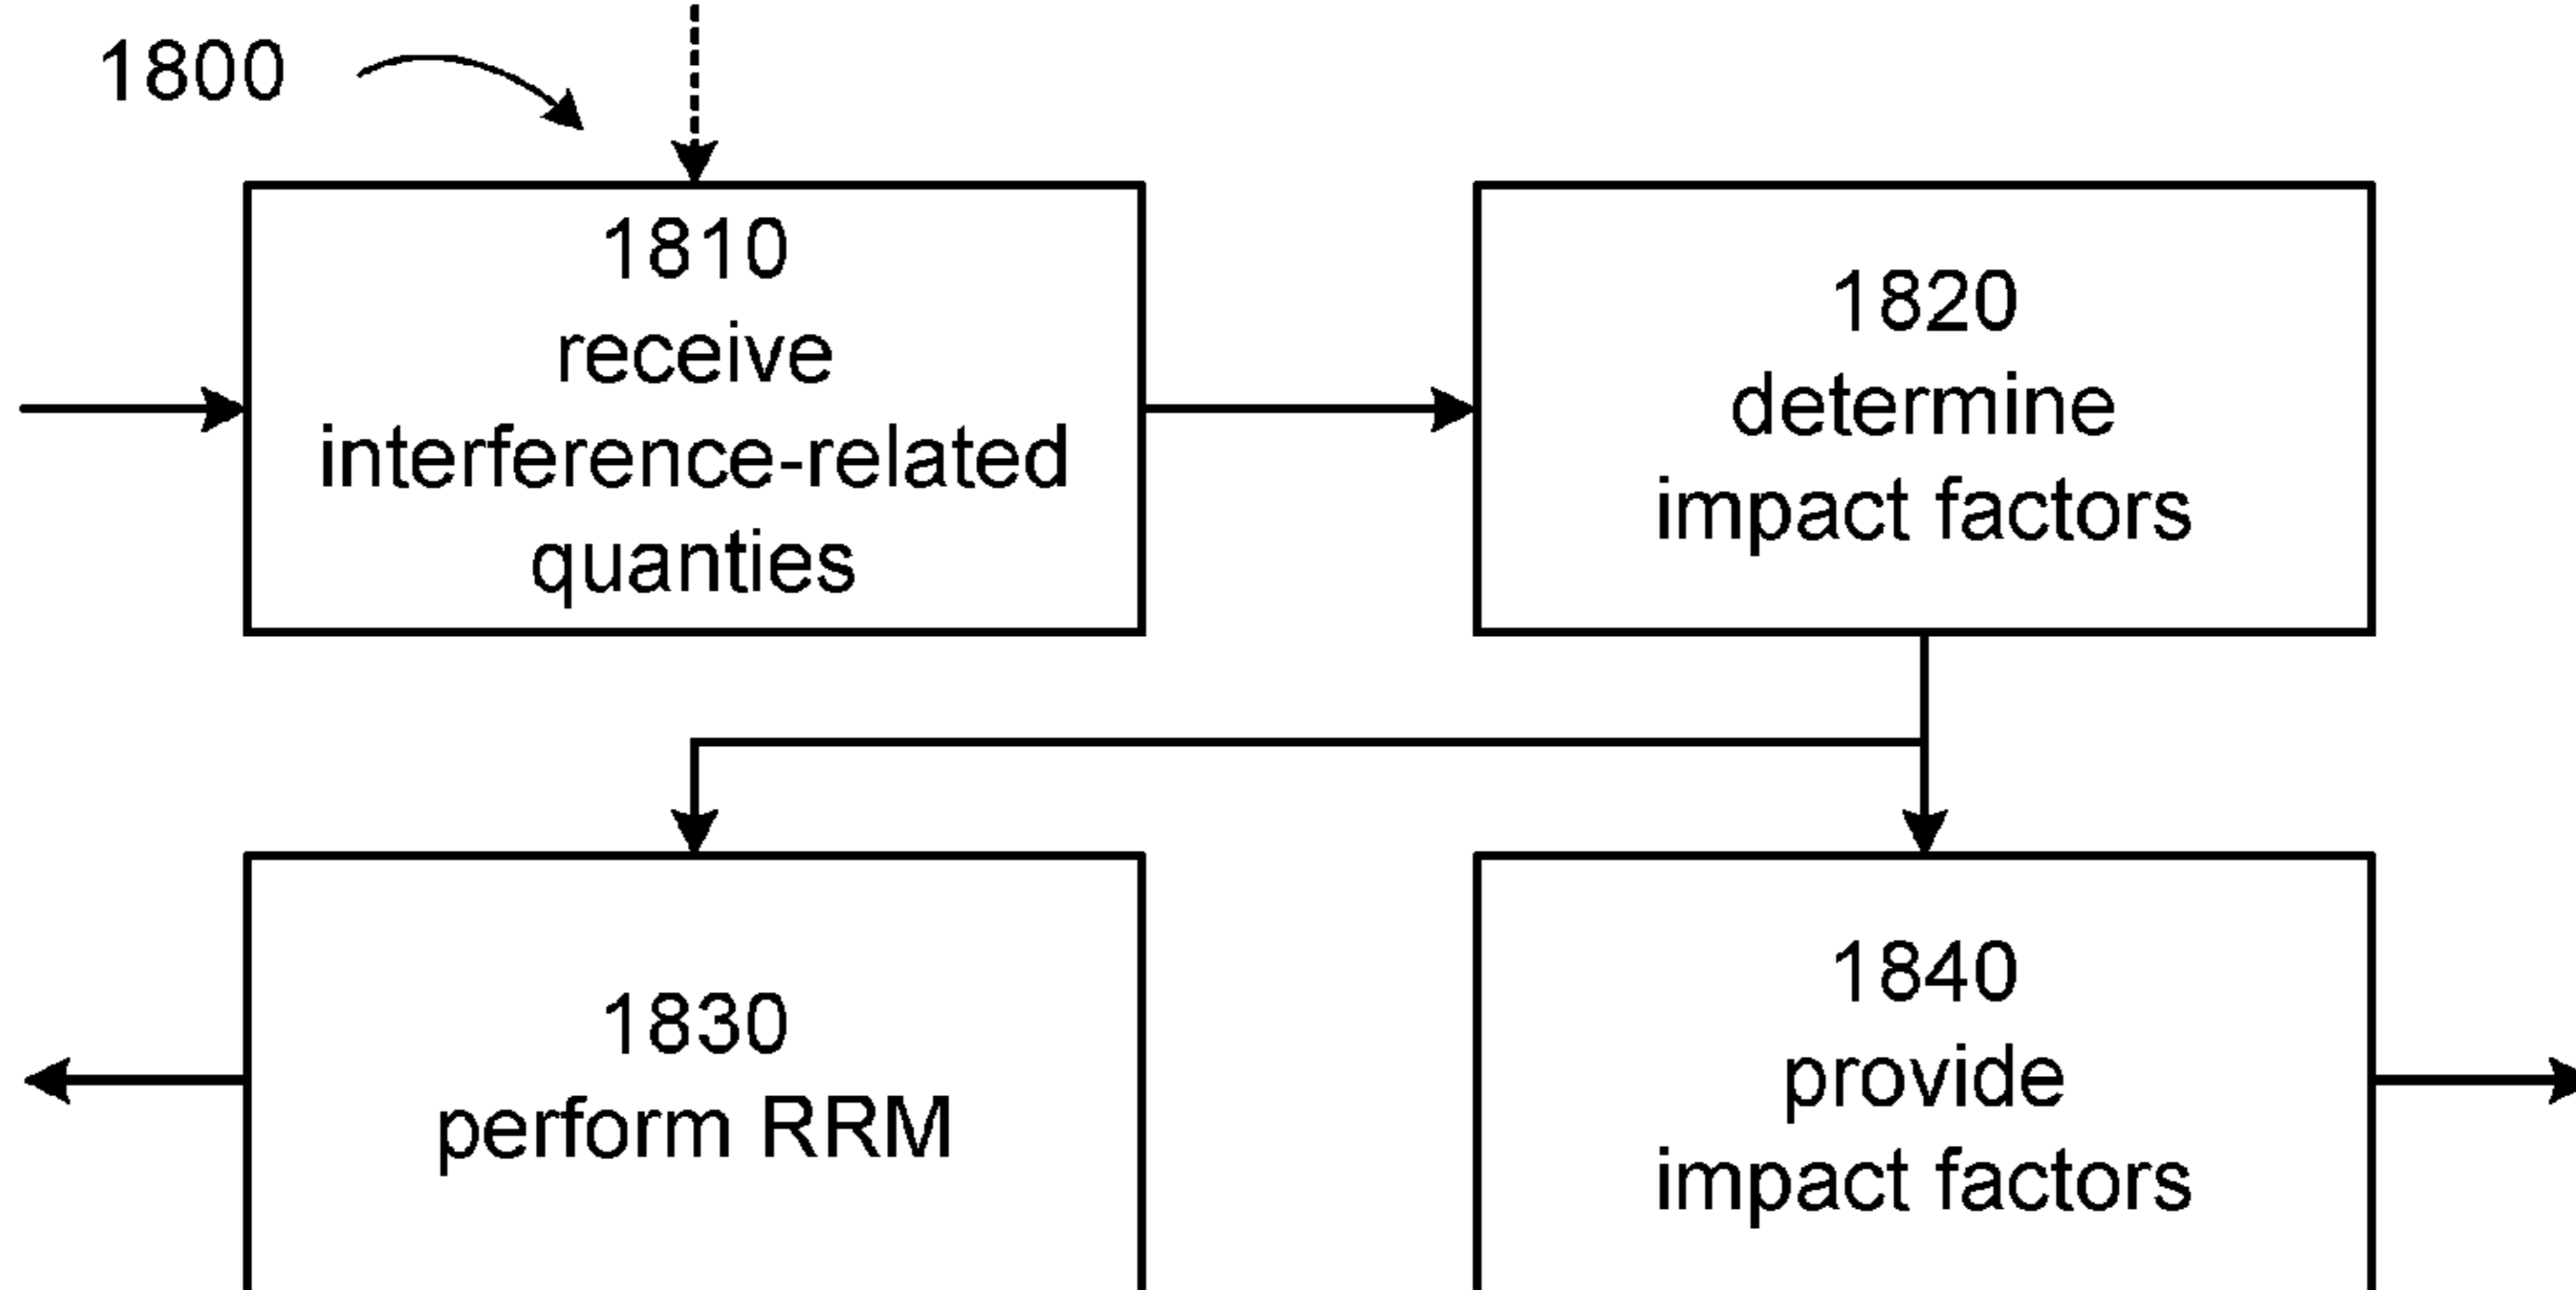 1800
1810
receive
interference-related
quanties
1820
determine
impact factors
1830
perform RRM
1840
provide
impact factors